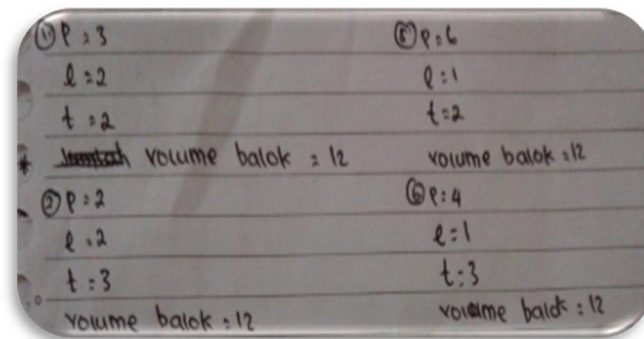 ① P = 3
l = 2
t = 2
volume balok = 12
② P = 2
l = 2
t = 3
volume balok = 12
⑤ P = 6
l = 1
t = 2
volume balok = 12
⑥ P = 4
l = 1
t = 3
volume balok = 12